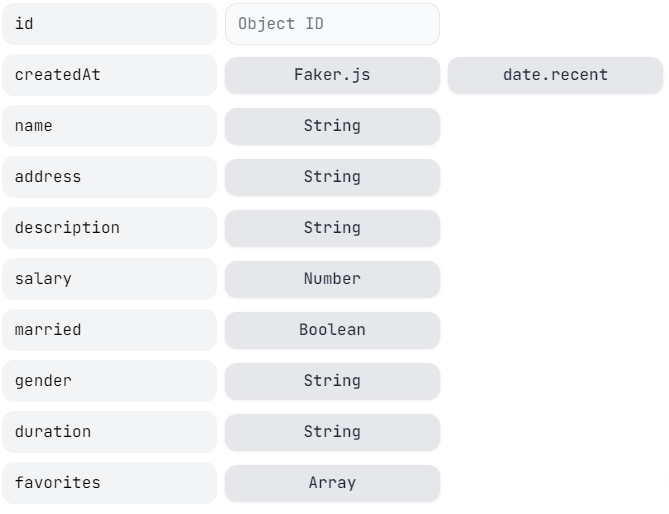 id Object ID
createdAt Faker.js date.recent
name String
address String
description String
salary Number
married Boolean
gender String
duration String
favorites Array